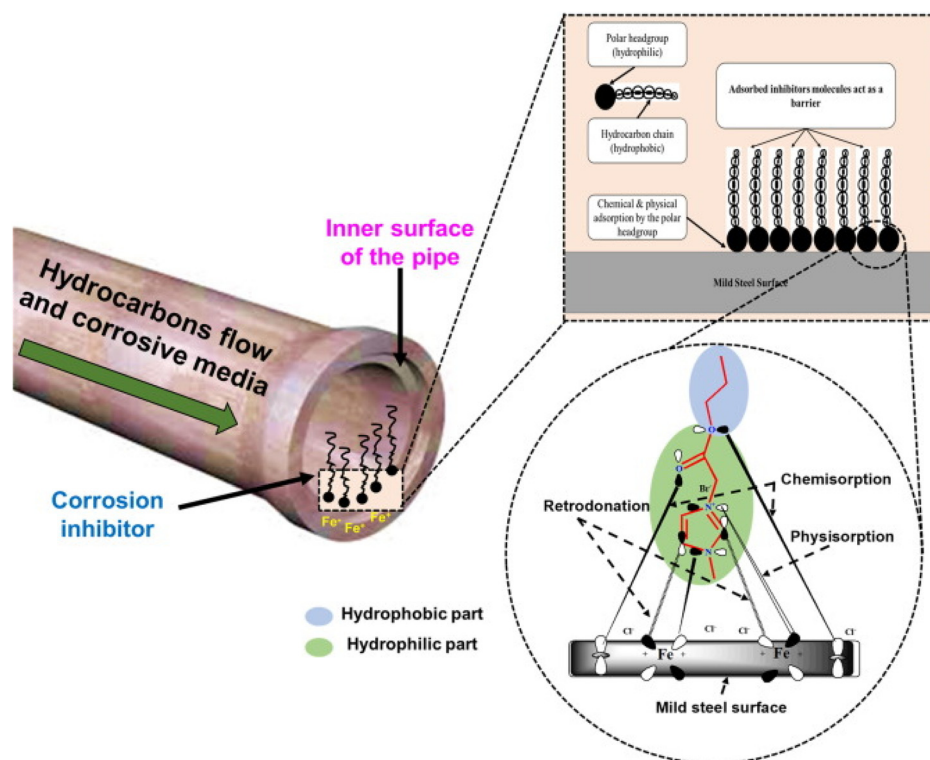 Polar headgroup
(hydrophilic)
Hydrocarbon chain
(hydrophobic)
Adsorbed inhibitors molecules act as a
barrier
Chemical & physical
adsorption by the polar
headgroup
Mild Steel Surface
Inner surface
of the pipe
Hydrocarbons flow
and corrosive media
Corrosion
inhibitor
Fe⁺
Fe⁺
Fe⁺
Hydrophobic part
Hydrophilic part
O
O
Br⁻
N⁺
N
Chemisorption
Retrodonation
Physisorption
Cl⁻
Cl⁻
Cl⁻
Cl⁻
+ Fe +
+ Fe +
Mild steel surface